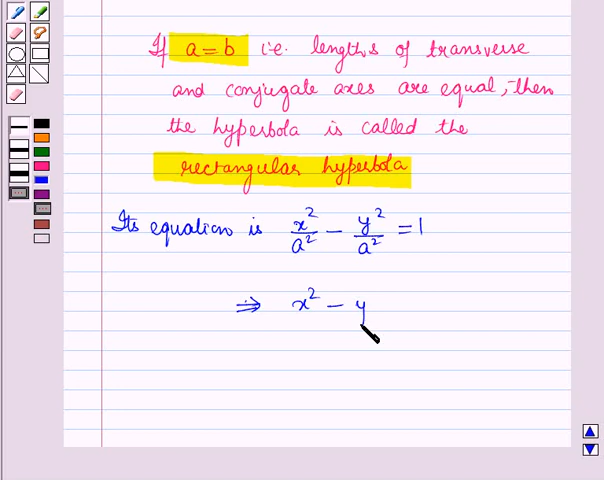 If a = b i.e. lengths of transverse
and conjugate axes are equal, then
the hyperbola is called the
rectangular hyperbola
Its equation is x²/a² − y²/a² = 1
⇒ x² − y